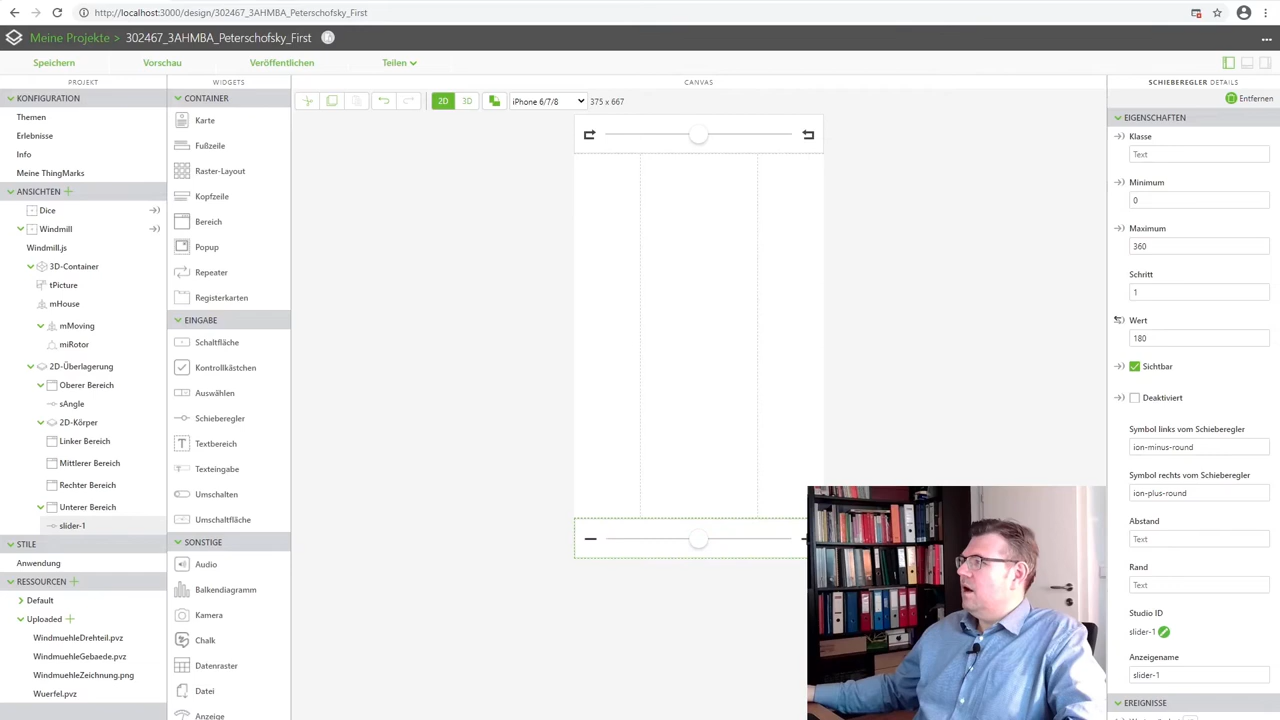 http://localhost:3000/design/302467_3AHMBA_Peterschofsky_First
Meine Projekte > 302467_3AHMBA_Peterschofsky_First
Speichern Vorschau Veröffentlichen Teilen
PROJEKT
KONFIGURATION
Themen
Erlebnisse
Info
Meine ThingMarks
ANSICHTEN
Dice
Windmill
Windmill.js
3D-Container
tPicture
mHouse
mMoving
miRotor
2D-Überlagerung
Oberer Bereich
sAngle
2D-Körper
Linker Bereich
Mittlerer Bereich
Rechter Bereich
Unterer Bereich
slider-1
STILE
Anwendung
RESSOURCEN
Default
Uploaded
WindmuehleDrehteil.pvz
WindmuehleGebaede.pvz
WindmuehleZeichnung.png
Wuerfel.pvz
WIDGETS
CONTAINER
Karte
Fußzeile
Raster-Layout
Kopfzeile
Bereich
Popup
Repeater
Registerkarten
EINGABE
Schaltfläche
Kontrollkästchen
Auswählen
Schieberegler
Textbereich
Texteingabe
Umschalten
Umschaltfläche
SONSTIGE
Audio
Balkendiagramm
Kamera
Chalk
Datenraster
Datei
Anzeige
CANVAS
2D 3D iPhone 6/7/8 375 x 667
SCHIEBEREGLER DETAILS
Entfernen
EIGENSCHAFTEN
Klasse
Text
Minimum
0
Maximum
360
Schritt
1
Wert
180
Sichtbar
Deaktiviert
Symbol links vom Schieberegler
ion-minus-round
Symbol rechts vom Schieberegler
ion-plus-round
Abstand
Text
Rand
Text
Studio ID
slider-1
Anzeigename
slider-1
EREIGNISSE